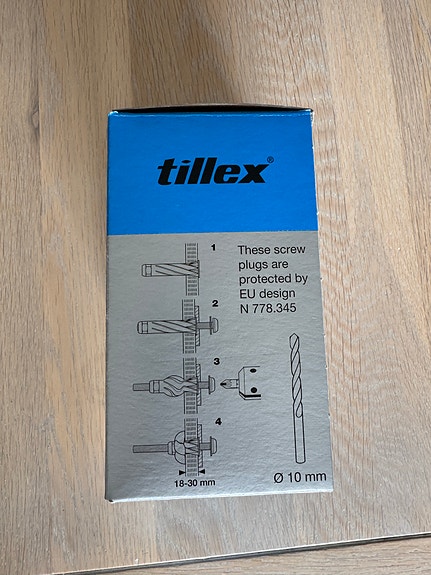 tillex®
These screw
plugs are
protected by
EU design
N 778.345
1
2
3
4
18-30 mm
Ø 10 mm